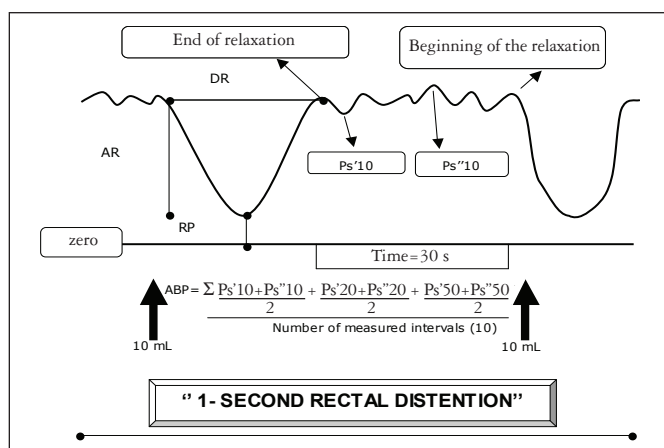 End of relaxation
Beginning of the relaxation
DR
AR
Ps'10
Ps"10
RP
zero
Time=30 s
ABP= Σ Ps'10+Ps"10 + Ps'20+Ps"20 + Ps'50+Ps"50
2 2 2
Number of measured intervals (10)
10 mL
10 mL
‘’ 1- SECOND RECTAL DISTENTION’’